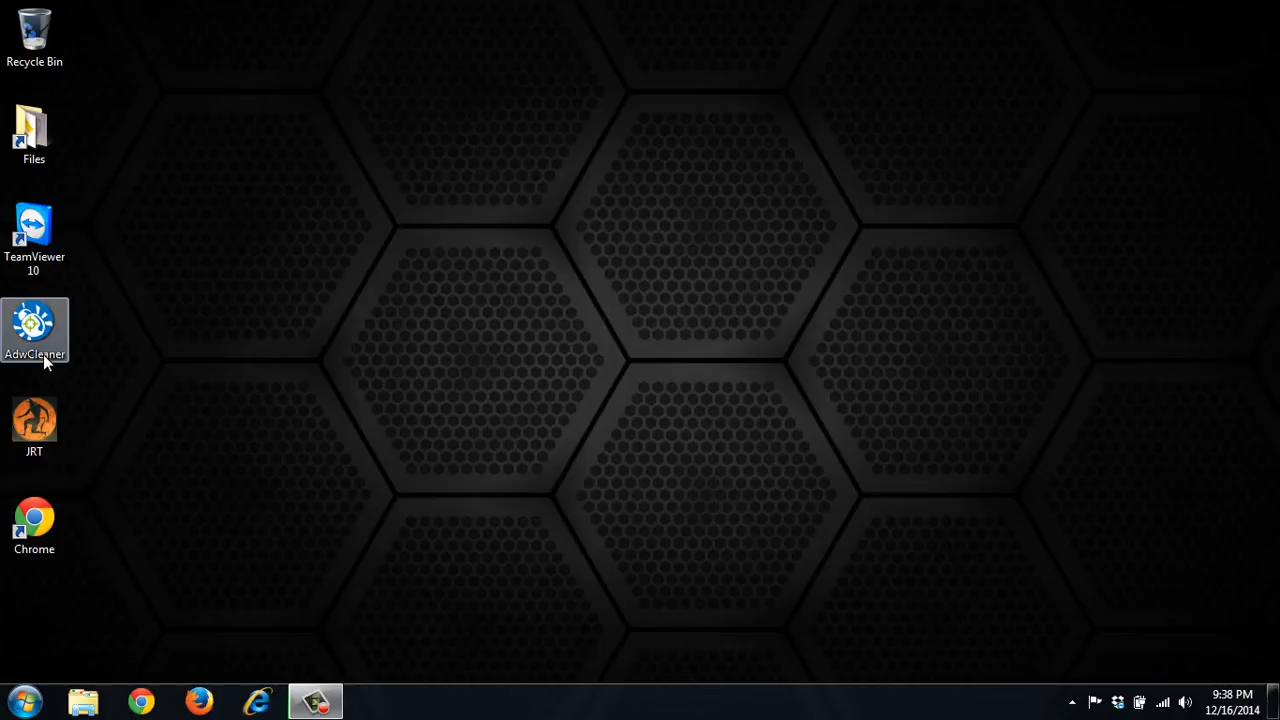 Recycle Bin
Files
TeamViewer
10
AdwCleaner
JRT
Chrome
9:38 PM
12/16/2014